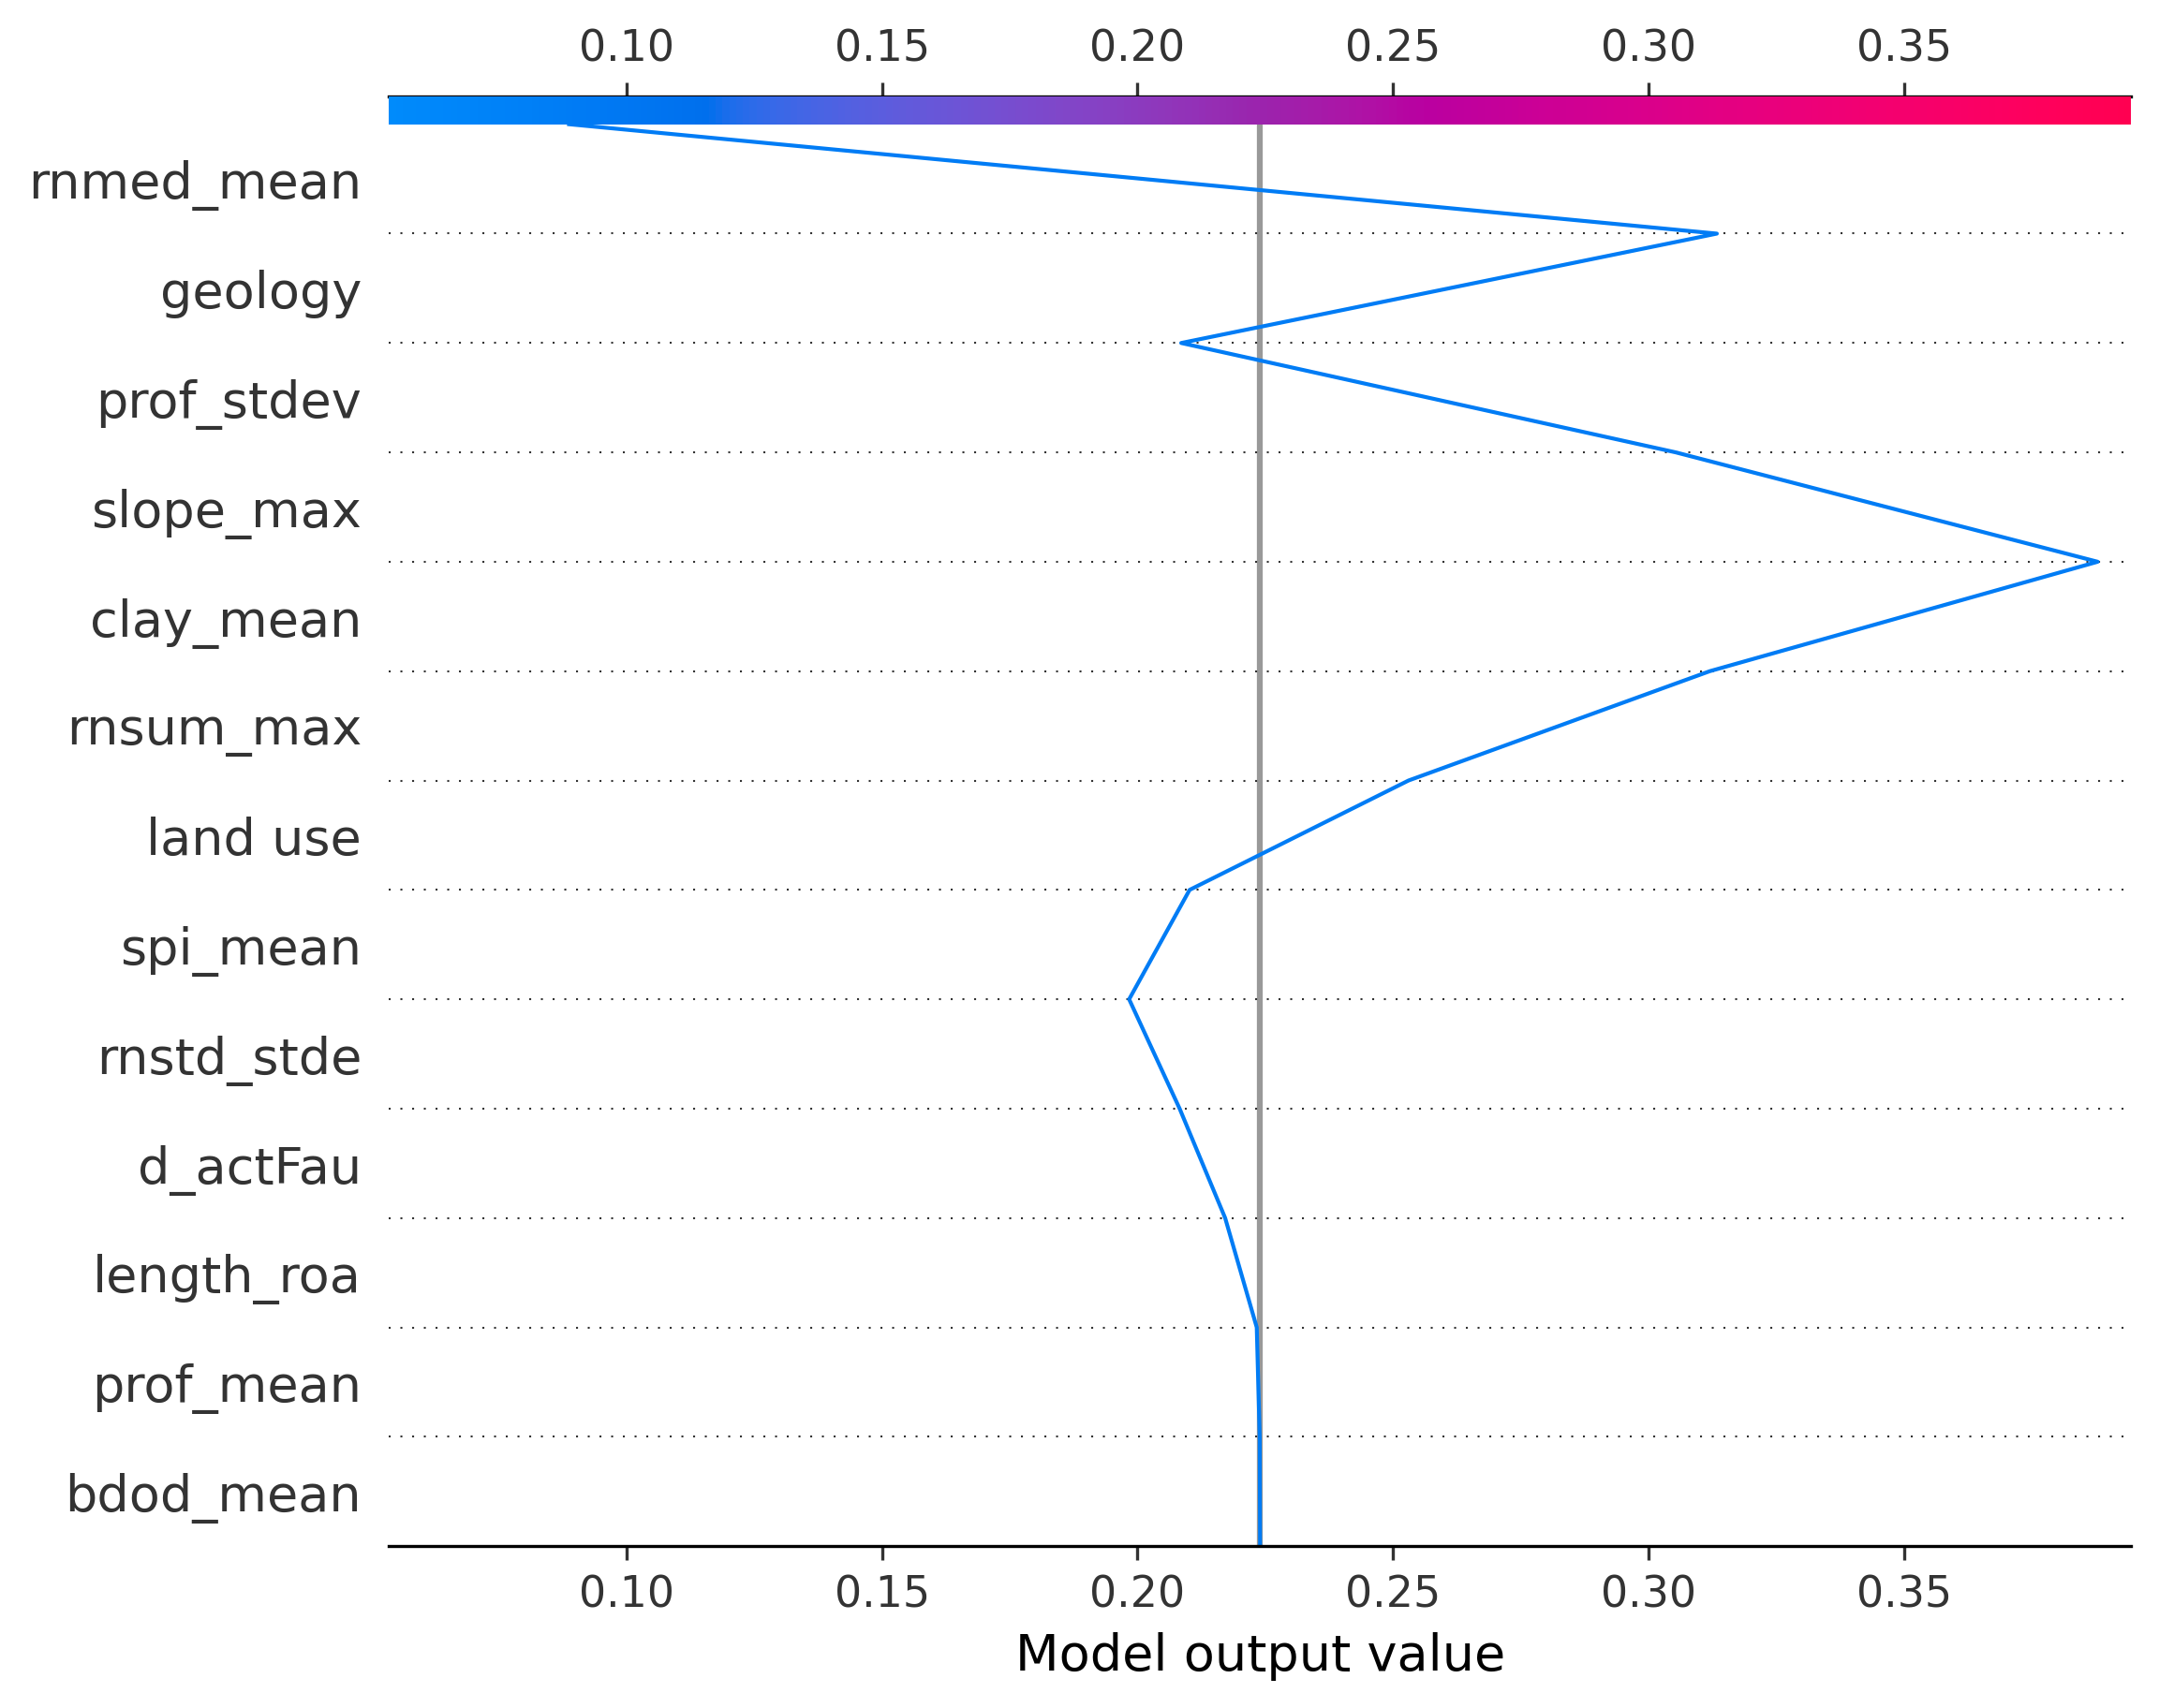 0.10 0.15 0.20 0.25 0.30 0.35
rnmed_mean
geology
prof_stdev
slope_max
clay_mean
rnsum_max
land use
spi_mean
rnstd_stde
d_actFau
length_roa
prof_mean
bdod_mean
0.10 0.15 0.20 0.25 0.30 0.35
Model output value